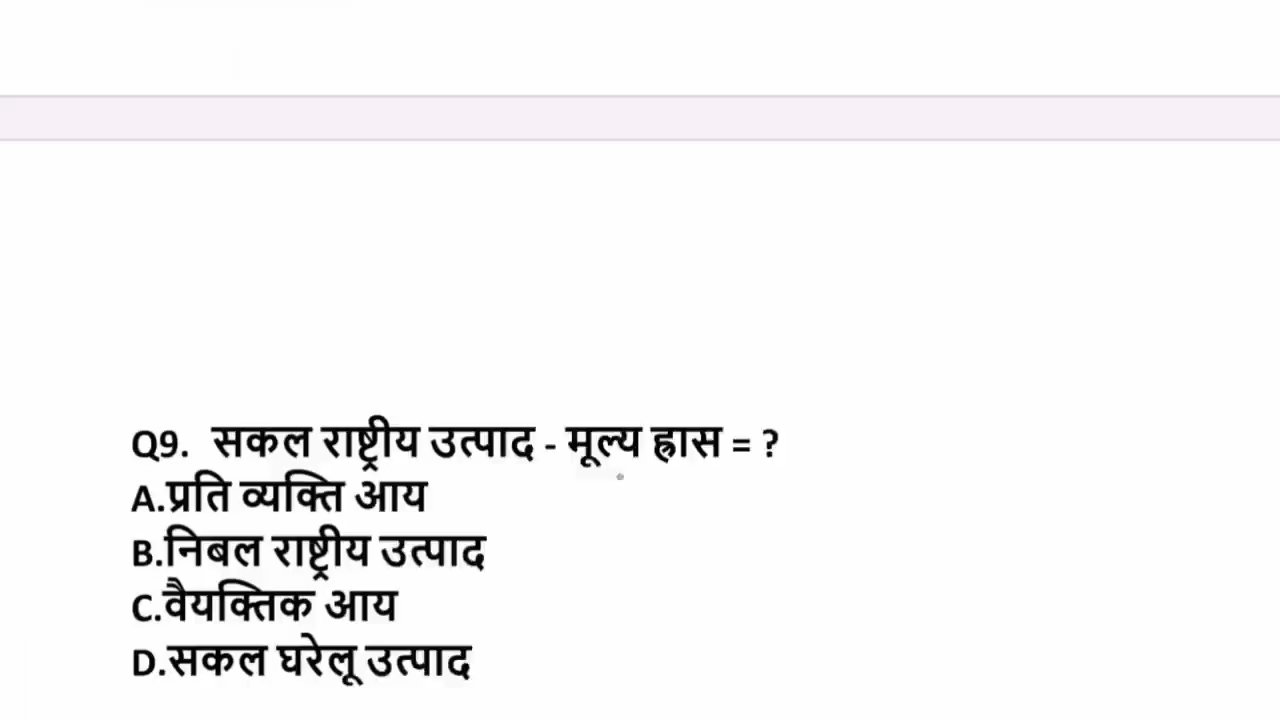 Q9. सकल राष्ट्रीय उत्पाद - मूल्य ह्रास = ?
A.प्रति व्यक्ति आय
B.निबल राष्ट्रीय उत्पाद
C.वैयक्तिक आय
D.सकल घरेलू उत्पाद